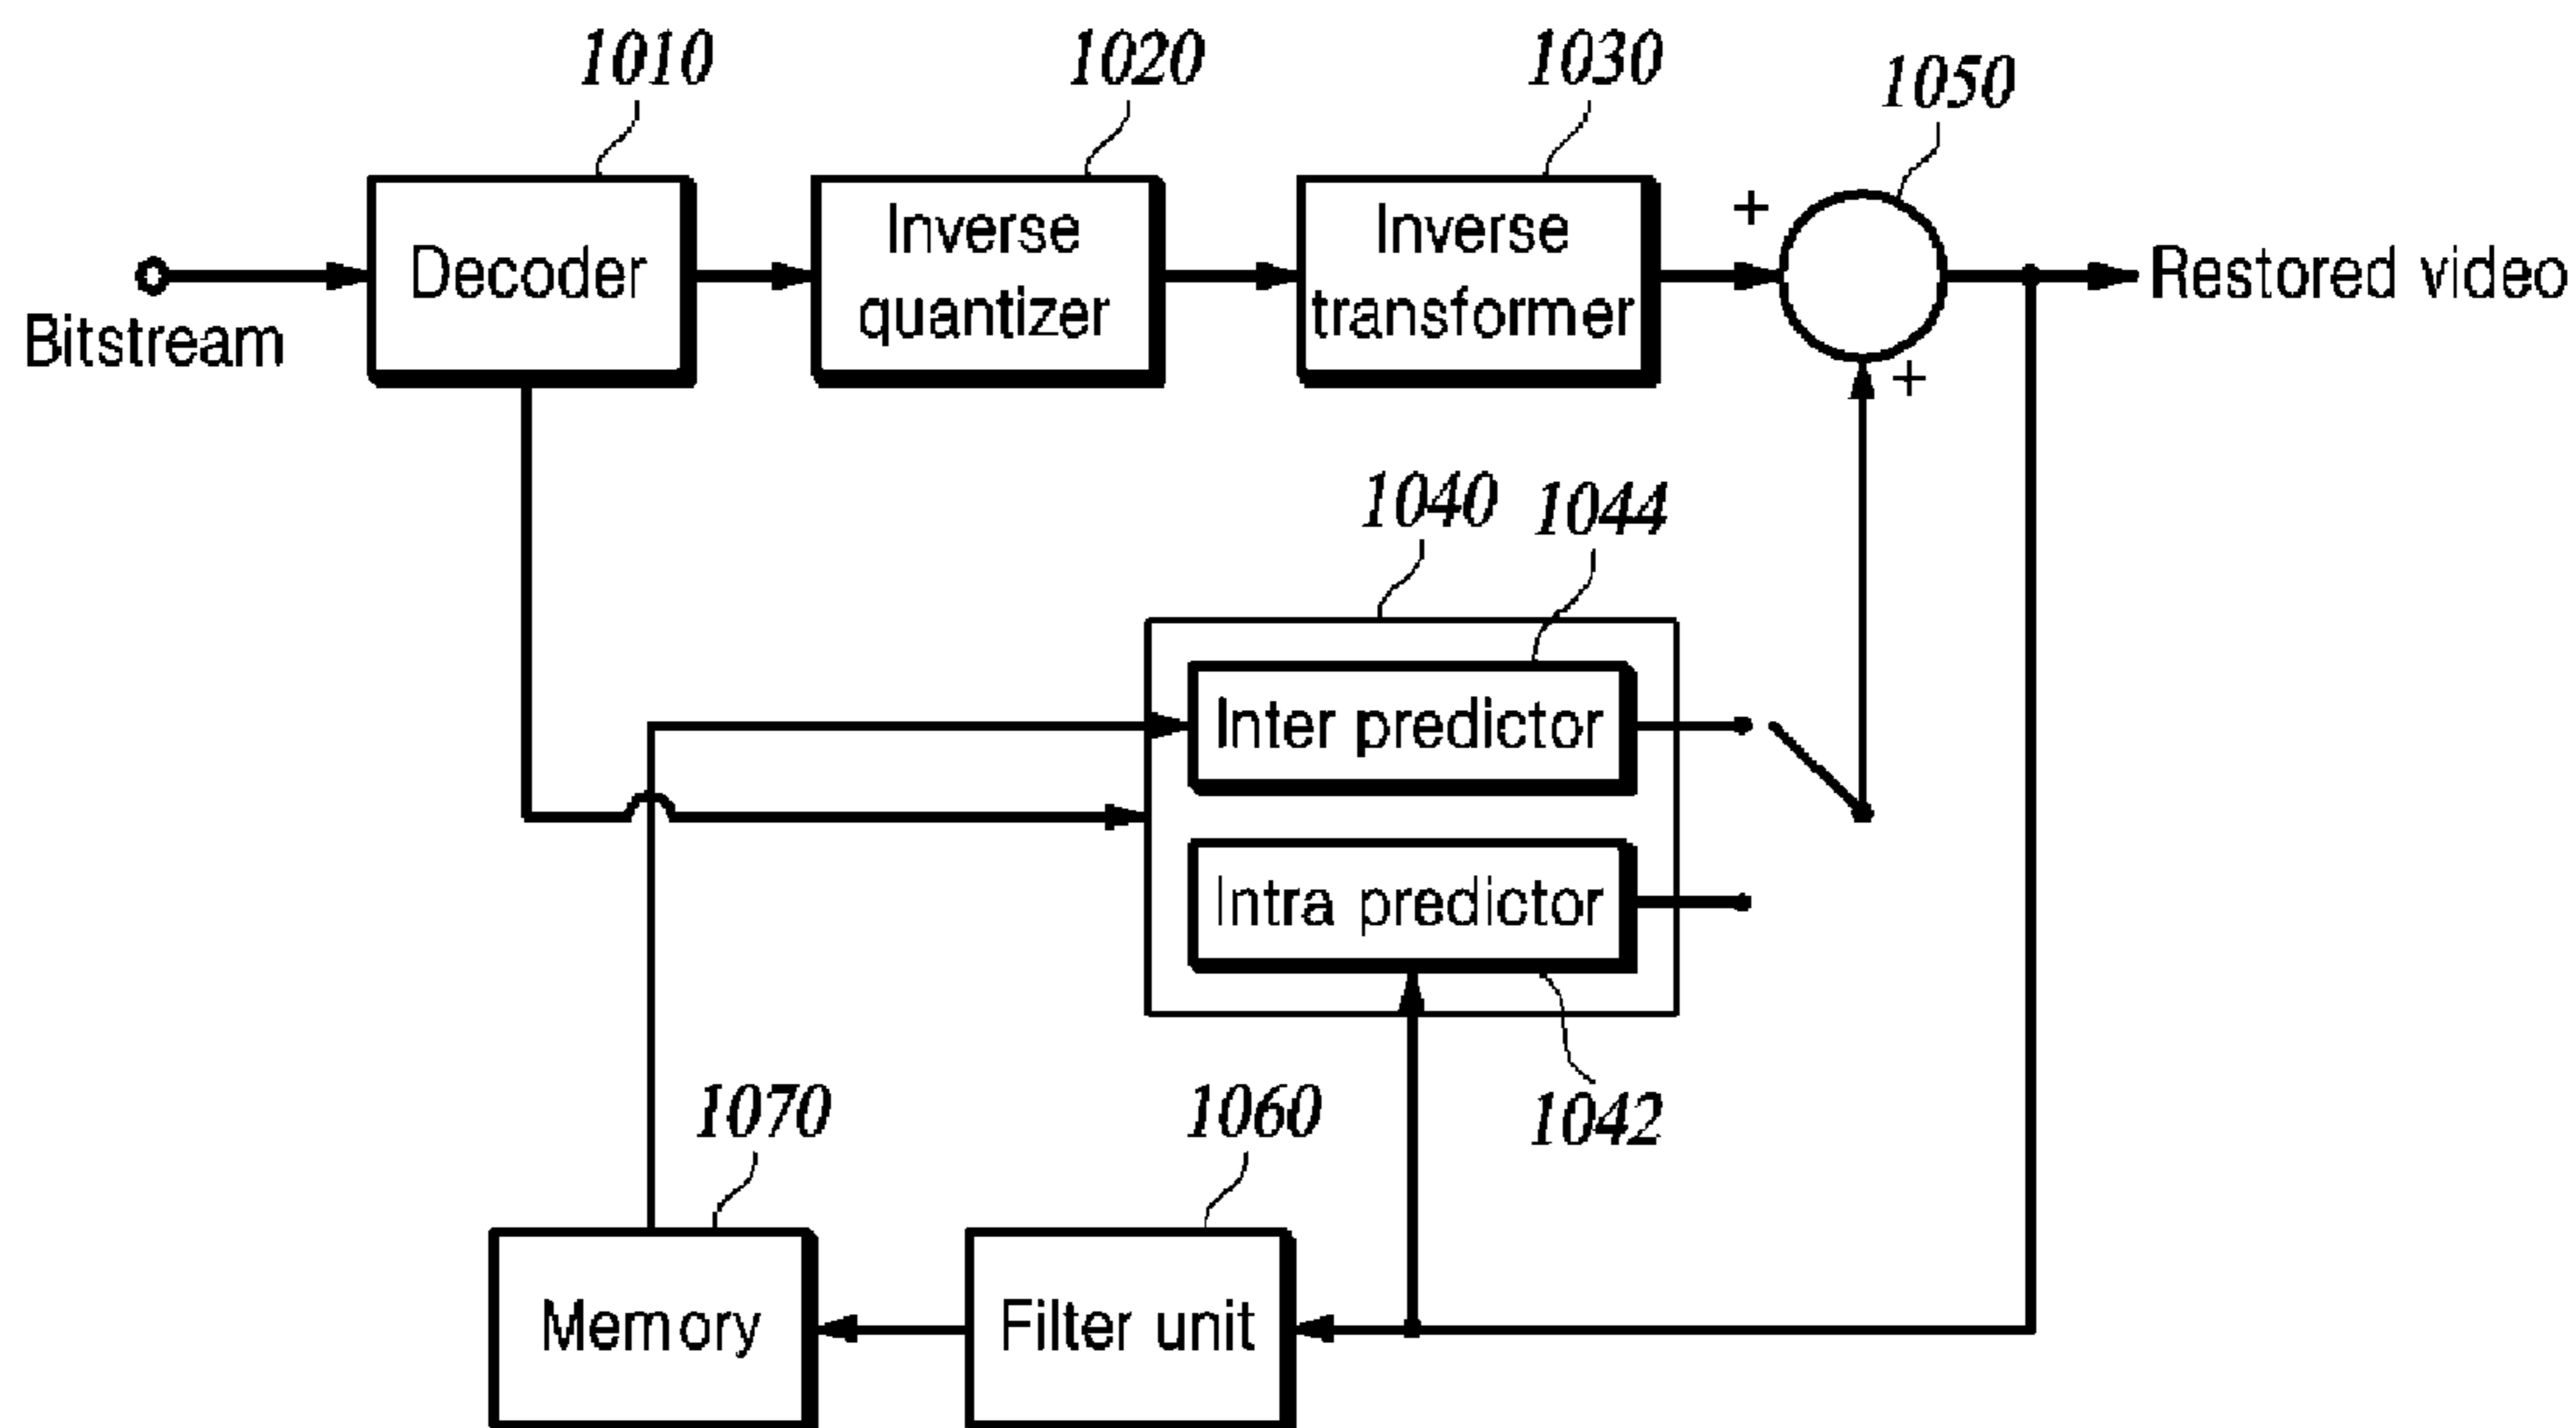 1010
1020
1030
1050
Decoder
Inverse
quantizer
Inverse
transformer
+
+
Restored video
Bitstream
1040
1044
Inter predictor
Intra predictor
1042
1070
1060
Memory
Filter unit